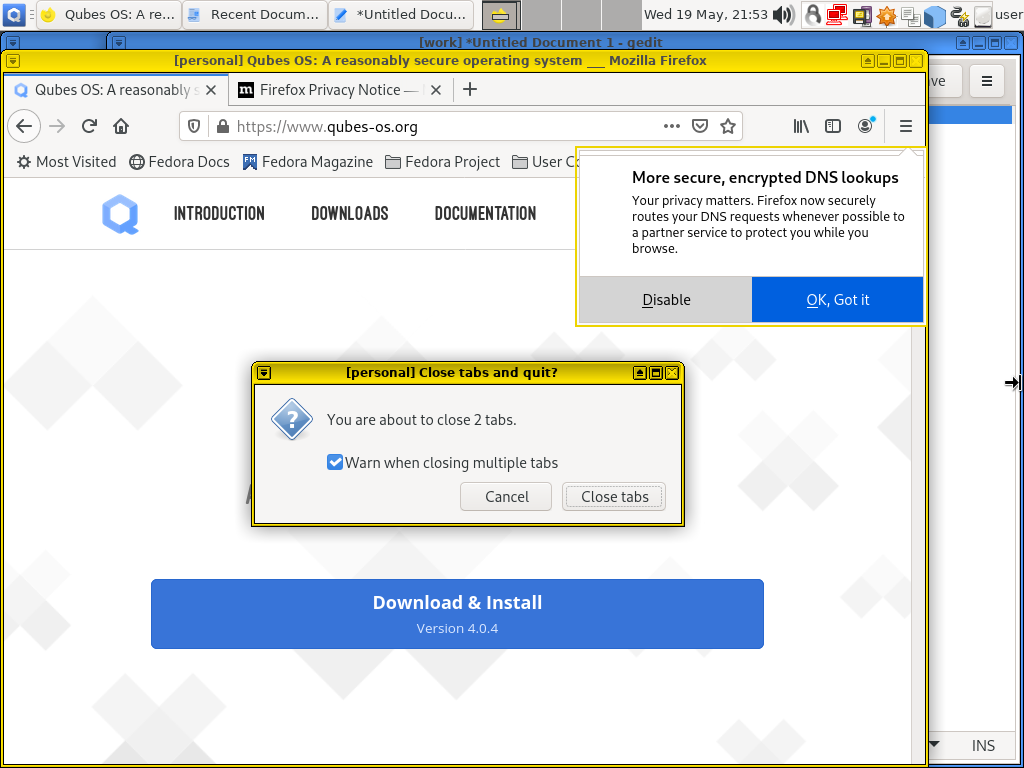 Qubes OS: A re...
Recent Docum...
*Untitled Docu...
Wed 19 May, 21:53
user
[work] *Untitled Document 1 - gedit
[personal] Qubes OS: A reasonably secure operating system ___ Mozilla Firefox
Qubes OS: A reasonably s
m Firefox Privacy Notice —
https://www.qubes-os.org
Most Visited
Fedora Docs
Fedora Magazine
Fedora Project
User Co
More secure, encrypted DNS lookups
Your privacy matters. Firefox now securely
routes your DNS requests whenever possible to
a partner service to protect you while you
browse.
Disable
OK, Got it
INTRODUCTION
DOWNLOADS
DOCUMENTATION
[personal] Close tabs and quit?
You are about to close 2 tabs.
Warn when closing multiple tabs
Cancel
Close tabs
Download & Install
Version 4.0.4
INS